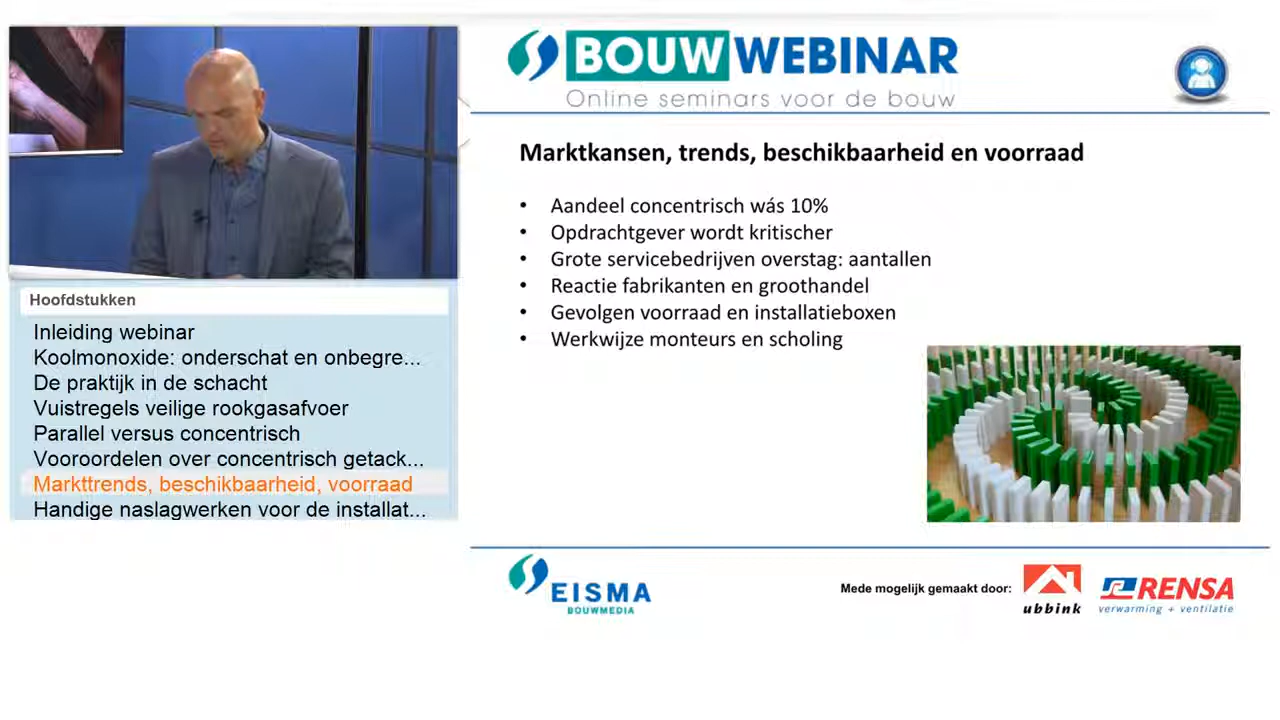 BOUW WEBINAR
Online seminars voor de bouw
Marktkansen, trends, beschikbaarheid en voorraad
• Aandeel concentrisch wás 10%
• Opdrachtgever wordt kritischer
• Grote servicebedrijven overstag: aantallen
• Reactie fabrikanten en groothandel
• Gevolgen voorraad en installatieboxen
• Werkwijze monteurs en scholing
Hoofdstukken
Inleiding webinar
Koolmonoxide: onderschat en onbegre...
De praktijk in de schacht
Vuistregels veilige rookgasafvoer
Parallel versus concentrisch
Vooroordelen over concentrisch getack...
Markttrends, beschikbaarheid, voorraad
Handige naslagwerken voor de installat...
EISMA
BOUWMEDIA
Mede mogelijk gemaakt door:
ubbink
RENSA
verwarming + ventilatie